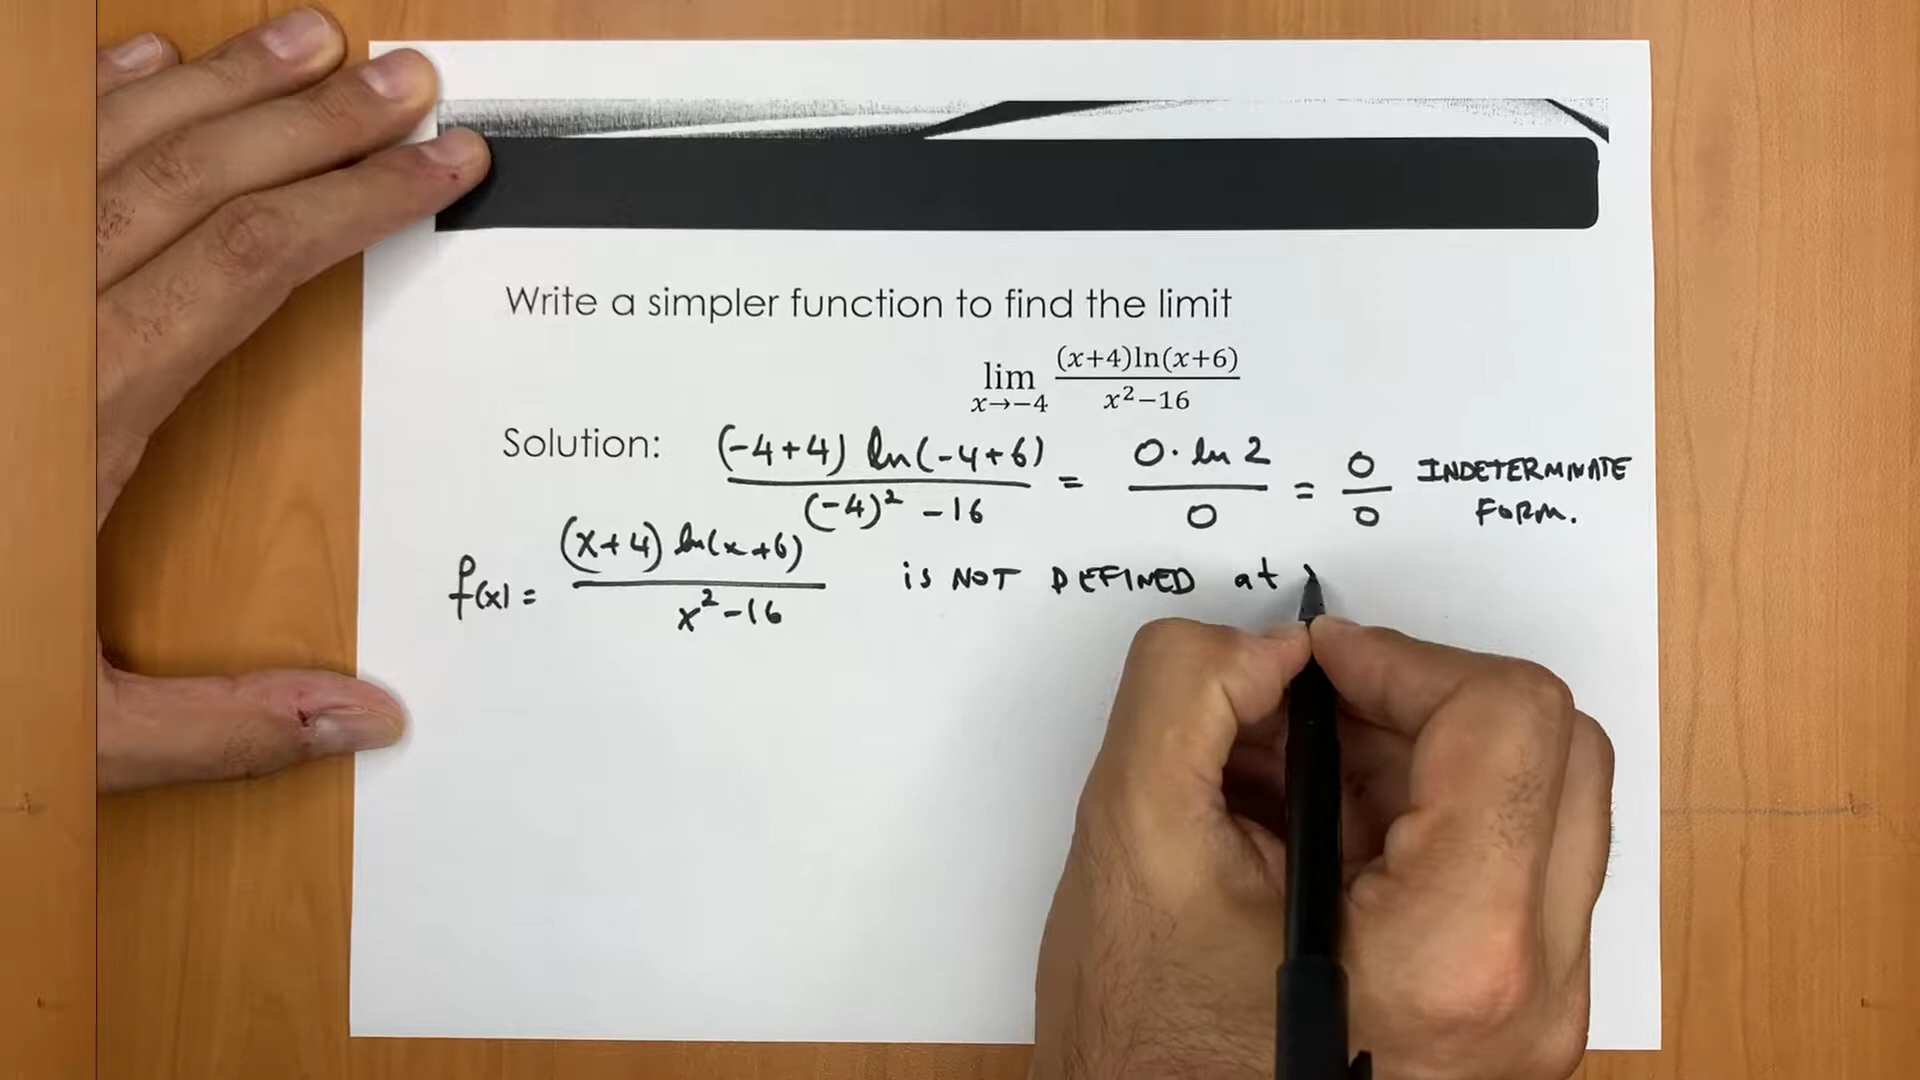 Write a simpler function to find the limit
lim x→−4 (x+4)ln(x+6) / x²−16
Solution: (-4+4) ln(-4+6) / (-4)² -16 = 0·ln 2 / 0 = 0/0 INDETERMINATE FORM.
f(x) = (x+4) ln(x+6) / x²-16 is NOT DEFINED at